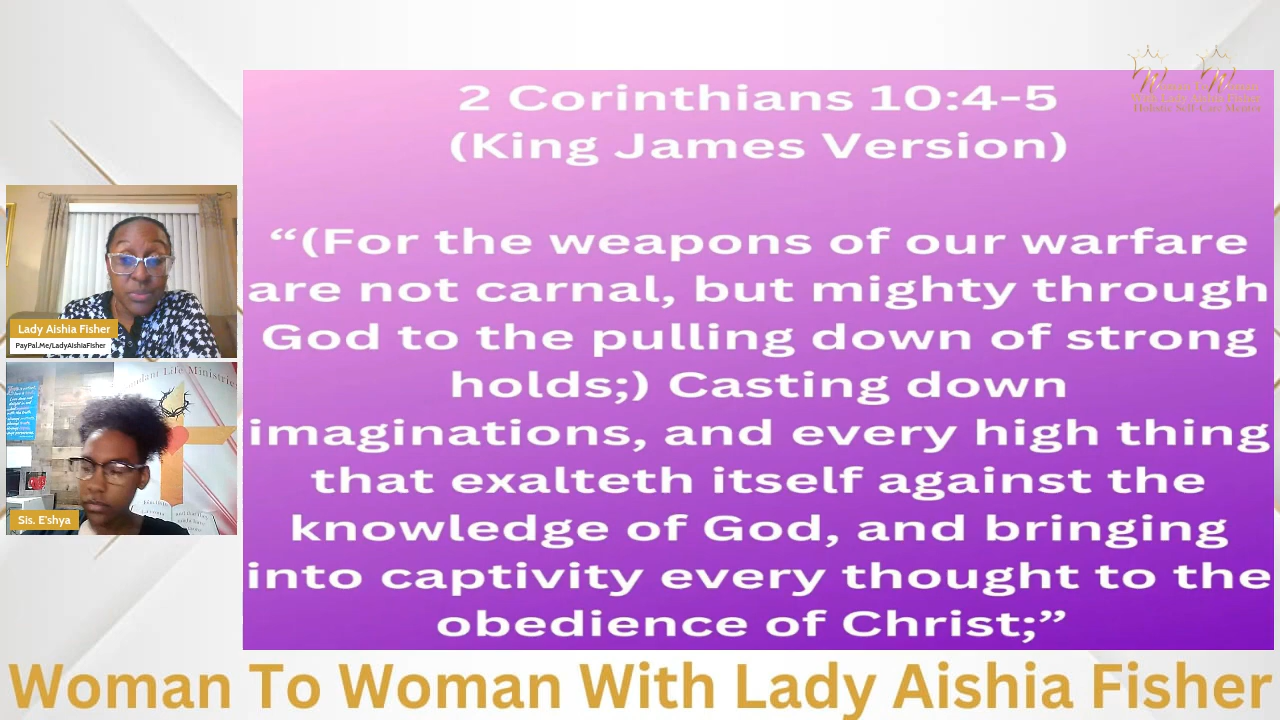 2 Corinthians 10:4-5
(King James Version)
“(For the weapons of our warfare
are not carnal, but mighty through
God to the pulling down of strong
holds;) Casting down
imaginations, and every high thing
that exalteth itself against the
knowledge of God, and bringing
into captivity every thought to the
obedience of Christ;”
Lady Aishia Fisher
PayPal.Me/LadyAishiaFisher
Life Ministries
Sis. E'shya
Woman To Woman With Lady Aishia Fisher